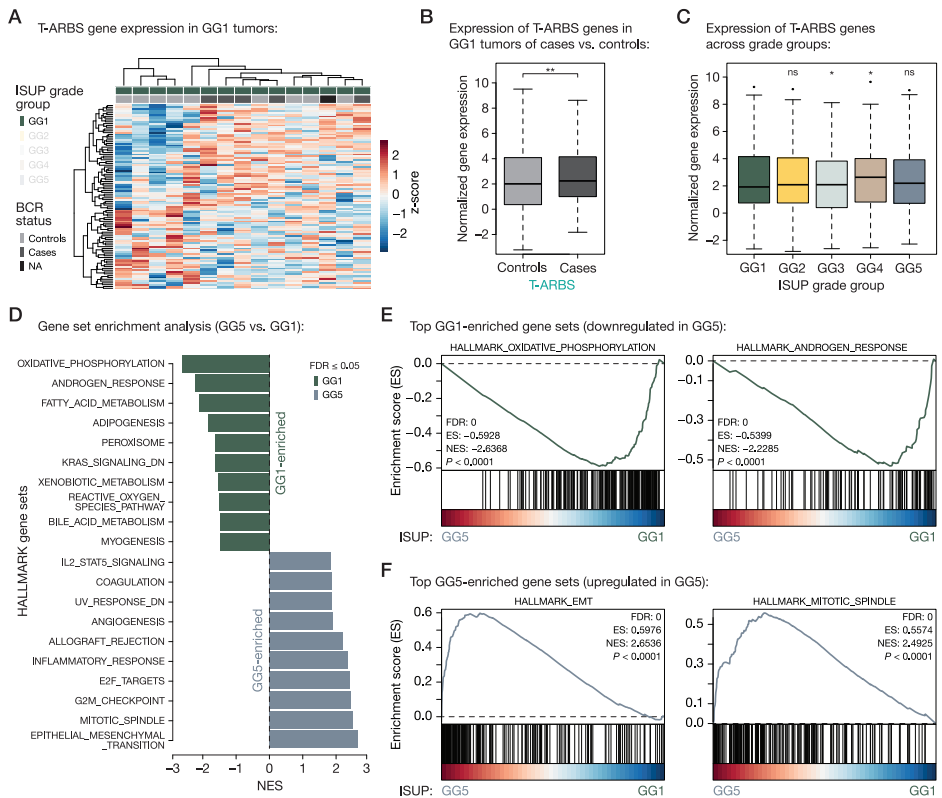 A
T-ARBS gene expression in GG1 tumors:
ISUP grade
group
GG1
GG2
GG3
GG4
GG5
BCR
status
Controls
Cases
NA
2
1
0
−1
−2
z-score
B
Expression of T-ARBS genes in
GG1 tumors of cases vs. controls:
**
Normalized gene expression
10
8
6
4
2
0
−2
Controls
Cases
T-ARBS
C
Expression of T-ARBS genes
across grade groups:
ns
*
*
ns
Normalized gene expression
10
8
6
4
2
0
−2
GG1
GG2
GG3
GG4
GG5
ISUP grade group
D
Gene set enrichment analysis (GG5 vs. GG1):
HALLMARK gene sets
OXIDATIVE_PHOSPHORYLATION
ANDROGEN_RESPONSE
FATTY_ACID_METABOLISM
ADIPOGENESIS
PEROXISOME
KRAS_SIGNALING_DN
XENOBIOTIC_METABOLISM
REACTIVE_OXYGEN_
SPECIES_PATHWAY
BILE_ACID_METABOLISM
MYOGENESIS
IL2_STAT5_SIGNALING
COAGULATION
UV_RESPONSE_DN
ANGIOGENESIS
ALLOGRAFT_REJECTION
INFLAMMATORY_RESPONSE
E2F_TARGETS
G2M_CHECKPOINT
MITOTIC_SPINDLE
EPITHELIAL_MESENCHYMAL
_TRANSITION
FDR ≤ 0.05
GG1
GG5
GG1-enriched
GG5-enriched
−3
−2
−1
0
1
2
3
NES
E
Top GG1-enriched gene sets (downregulated in GG5):
HALLMARK_OXIDATIVE_PHOSPHORYLATION
Enrichment score (ES)
0.0
−0.2
−0.4
−0.6
FDR: 0
ES: −0.5928
NES: −2.6368
P < 0.0001
HALLMARK_ANDROGEN_RESPONSE
0.0
−0.1
−0.3
−0.5
FDR: 0
ES: −0.5399
NES: −2.2285
P < 0.0001
ISUP:
GG5
GG1
GG5
GG1
F
Top GG5-enriched gene sets (upregulated in GG5):
HALLMARK_EMT
Enrichment score (ES)
0.6
0.4
0.2
0.0
FDR: 0
ES: 0.5976
NES: 2.6536
P < 0.0001
HALLMARK_MITOTIC_SPINDLE
0.5
0.3
0.1
0
FDR: 0
ES: 0.5574
NES: 2.4925
P < 0.0001
ISUP:
GG5
GG1
GG5
GG1